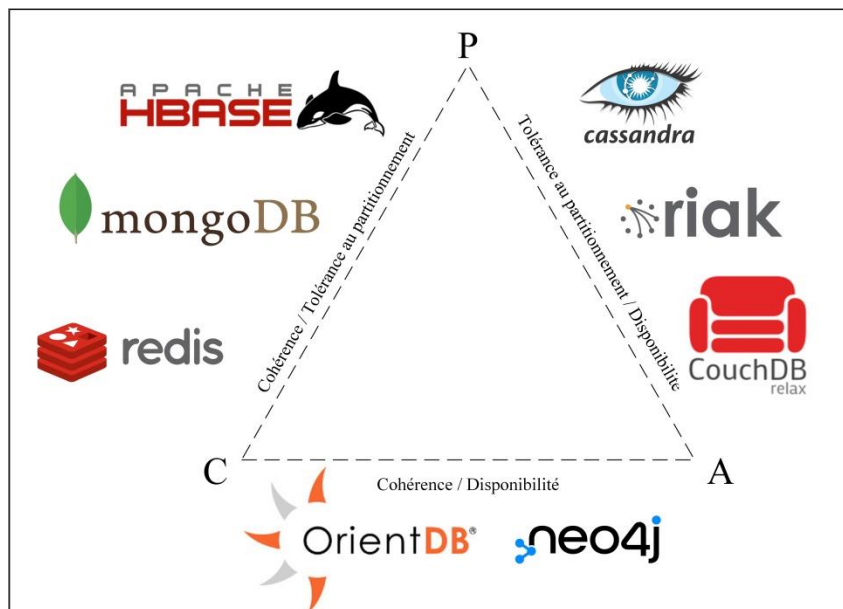 P
APACHE
HBASE
cassandra
mongoDB
riak
Cohérence / Tolérance au partitionnement
Tolérance au partitionnement / Disponibilite
redis
CouchDB
relax
C
A
Cohérence / Disponibilité
OrientDB®
neo4j